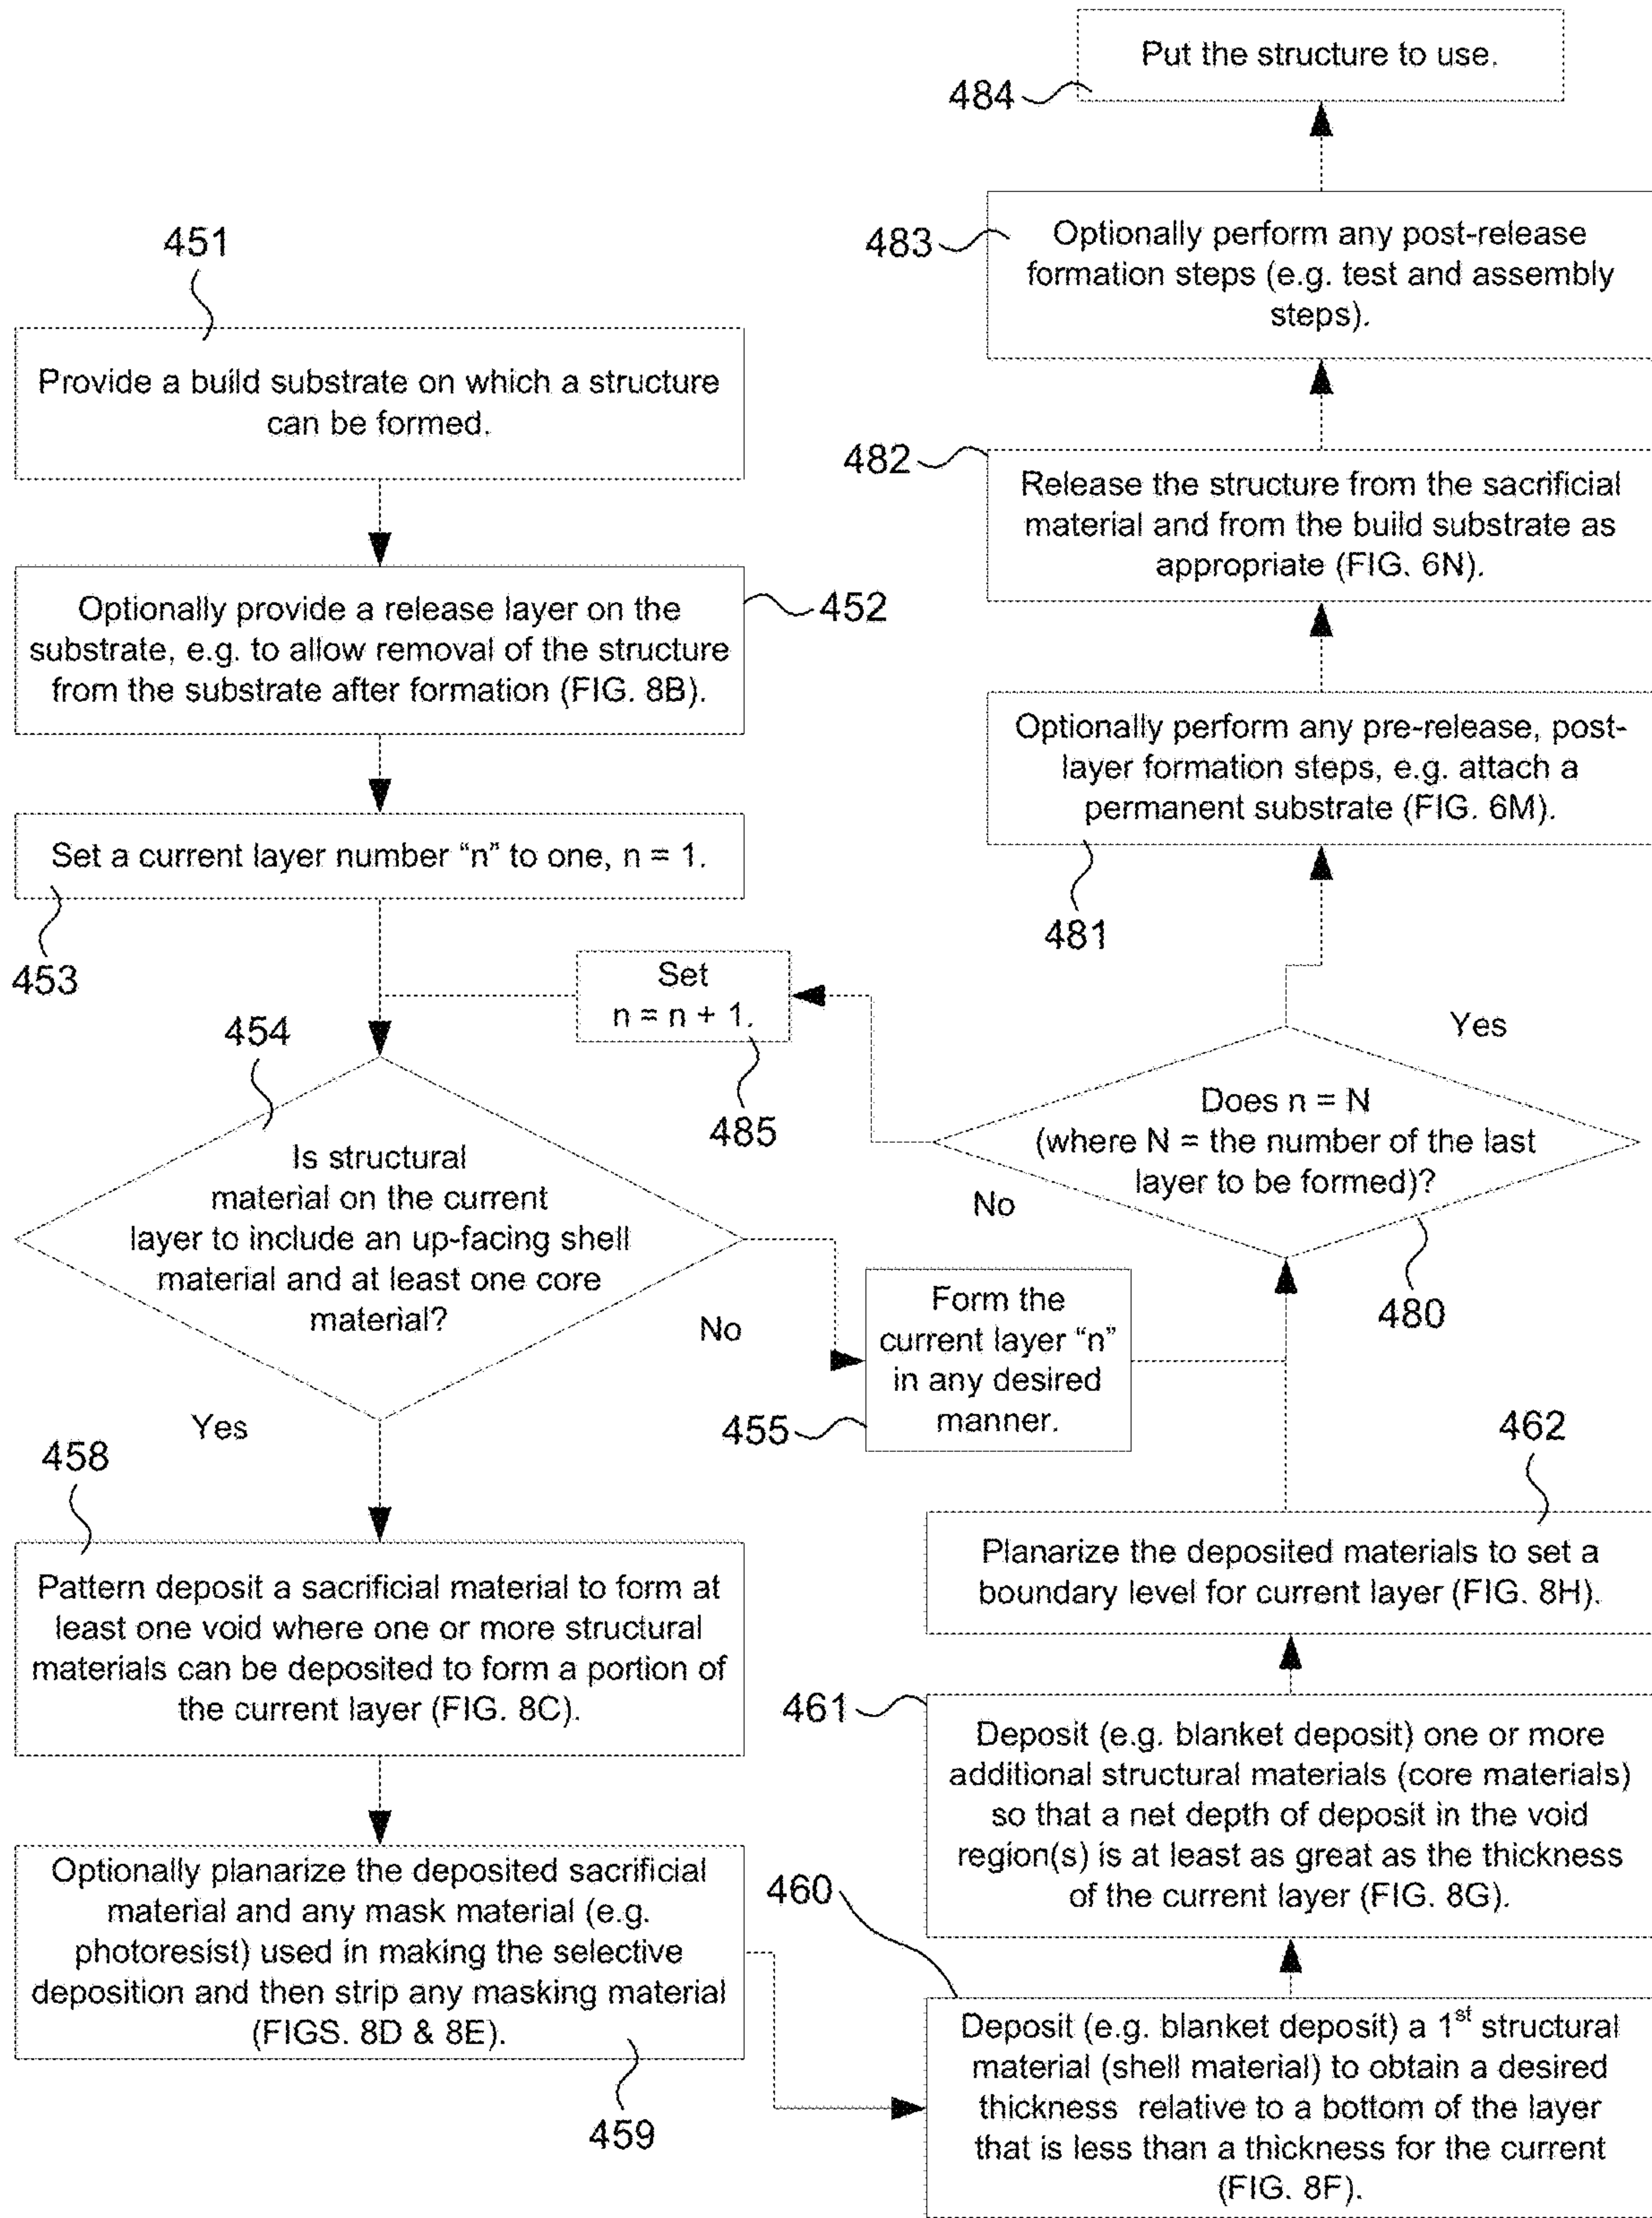 451
Provide a build substrate on which a structure
can be formed.
Optionally provide a release layer on the
substrate, e.g. to allow removal of the structure
from the substrate after formation (FIG. 8B).
452
Set a current layer number “n” to one, n = 1.
453
454
Is structural
material on the current
layer to include an up-facing shell
material and at least one core
material?
Yes
No
Form the
current layer “n”
in any desired
manner.
455
458
Pattern deposit a sacrificial material to form at
least one void where one or more structural
materials can be deposited to form a portion of
the current layer (FIG. 8C).
Optionally planarize the deposited sacrificial
material and any mask material (e.g.
photoresist) used in making the selective
deposition and then strip any masking material
(FIGS. 8D & 8E).
459
460
Deposit (e.g. blanket deposit) a 1st structural
material (shell material) to obtain a desired
thickness relative to a bottom of the layer
that is less than a thickness for the current
(FIG. 8F).
461
Deposit (e.g. blanket deposit) one or more
additional structural materials (core materials)
so that a net depth of deposit in the void
region(s) is at least as great as the thickness
of the current layer (FIG. 8G).
462
Planarize the deposited materials to set a
boundary level for current layer (FIG. 8H).
Does n = N
(where N = the number of the last
layer to be formed)?
480
No
Yes
Set
n = n + 1.
485
Optionally perform any pre-release, post-
layer formation steps, e.g. attach a
permanent substrate (FIG. 6M).
481
482
Release the structure from the sacrificial
material and from the build substrate as
appropriate (FIG. 6N).
483
Optionally perform any post-release
formation steps (e.g. test and assembly
steps).
Put the structure to use.
484